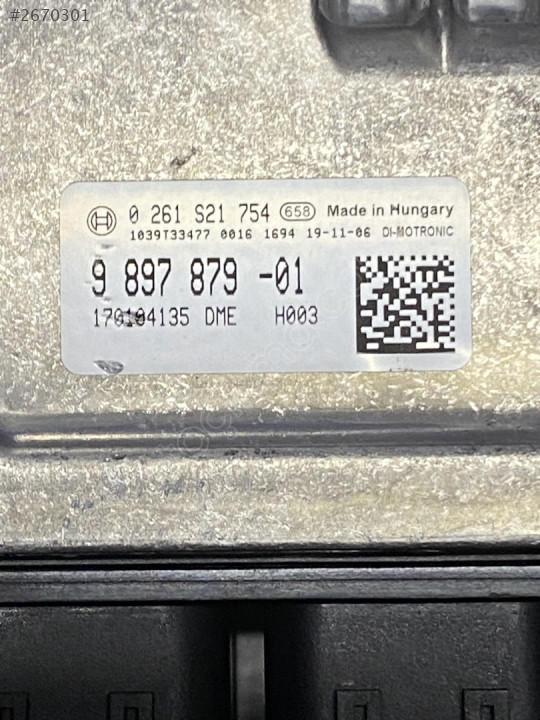 #2670301
0 261 S21 754 658 Made in Hungary
1039T33477 0016 1694 19-11-06 DI-MOTRONIC
9 897 879 -01
DME H003